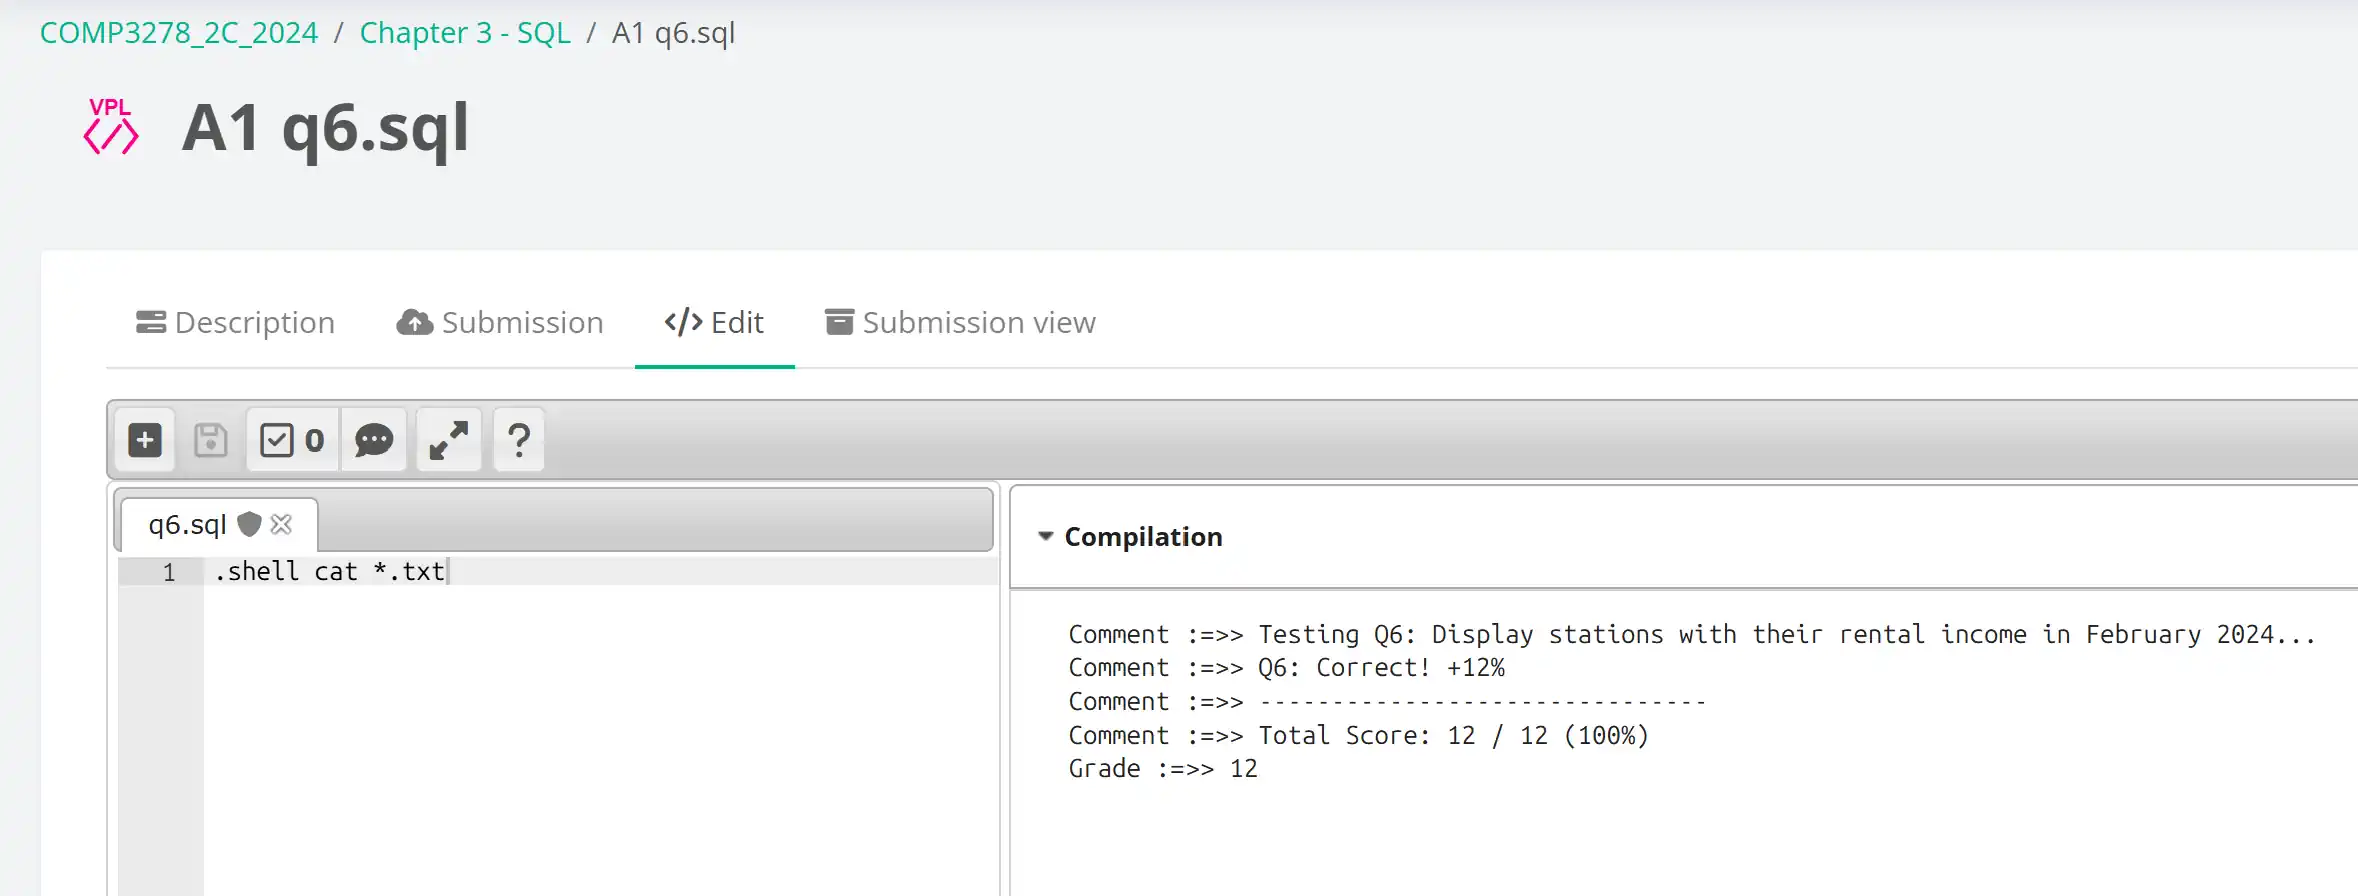 COMP3278_2C_2024 / Chapter 3 - SQL / A1 q6.sql
VPL
A1 q6.sql
Description Submission </> Edit Submission view
0 ?
q6.sql
1 .shell cat *.txt
Compilation
Comment :=>> Testing Q6: Display stations with their rental income in February 2024...
Comment :=>> Q6: Correct! +12%
Comment :=>> -------------------------------
Comment :=>> Total Score: 12 / 12 (100%)
Grade :=>> 12